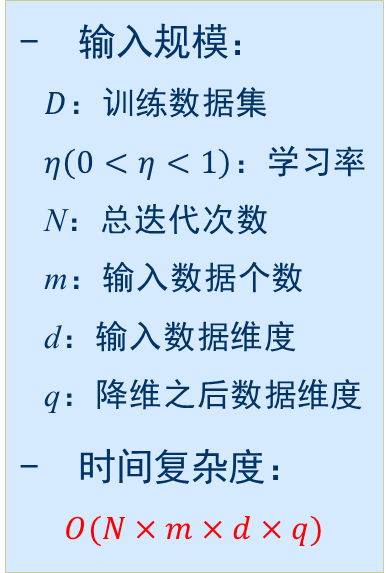 – 输入规模：
D：训练数据集
η(0 < η < 1)：学习率
N：总迭代次数
m：输入数据个数
d：输入数据维度
q：降维之后数据维度
– 时间复杂度：
O(N × m × d × q)